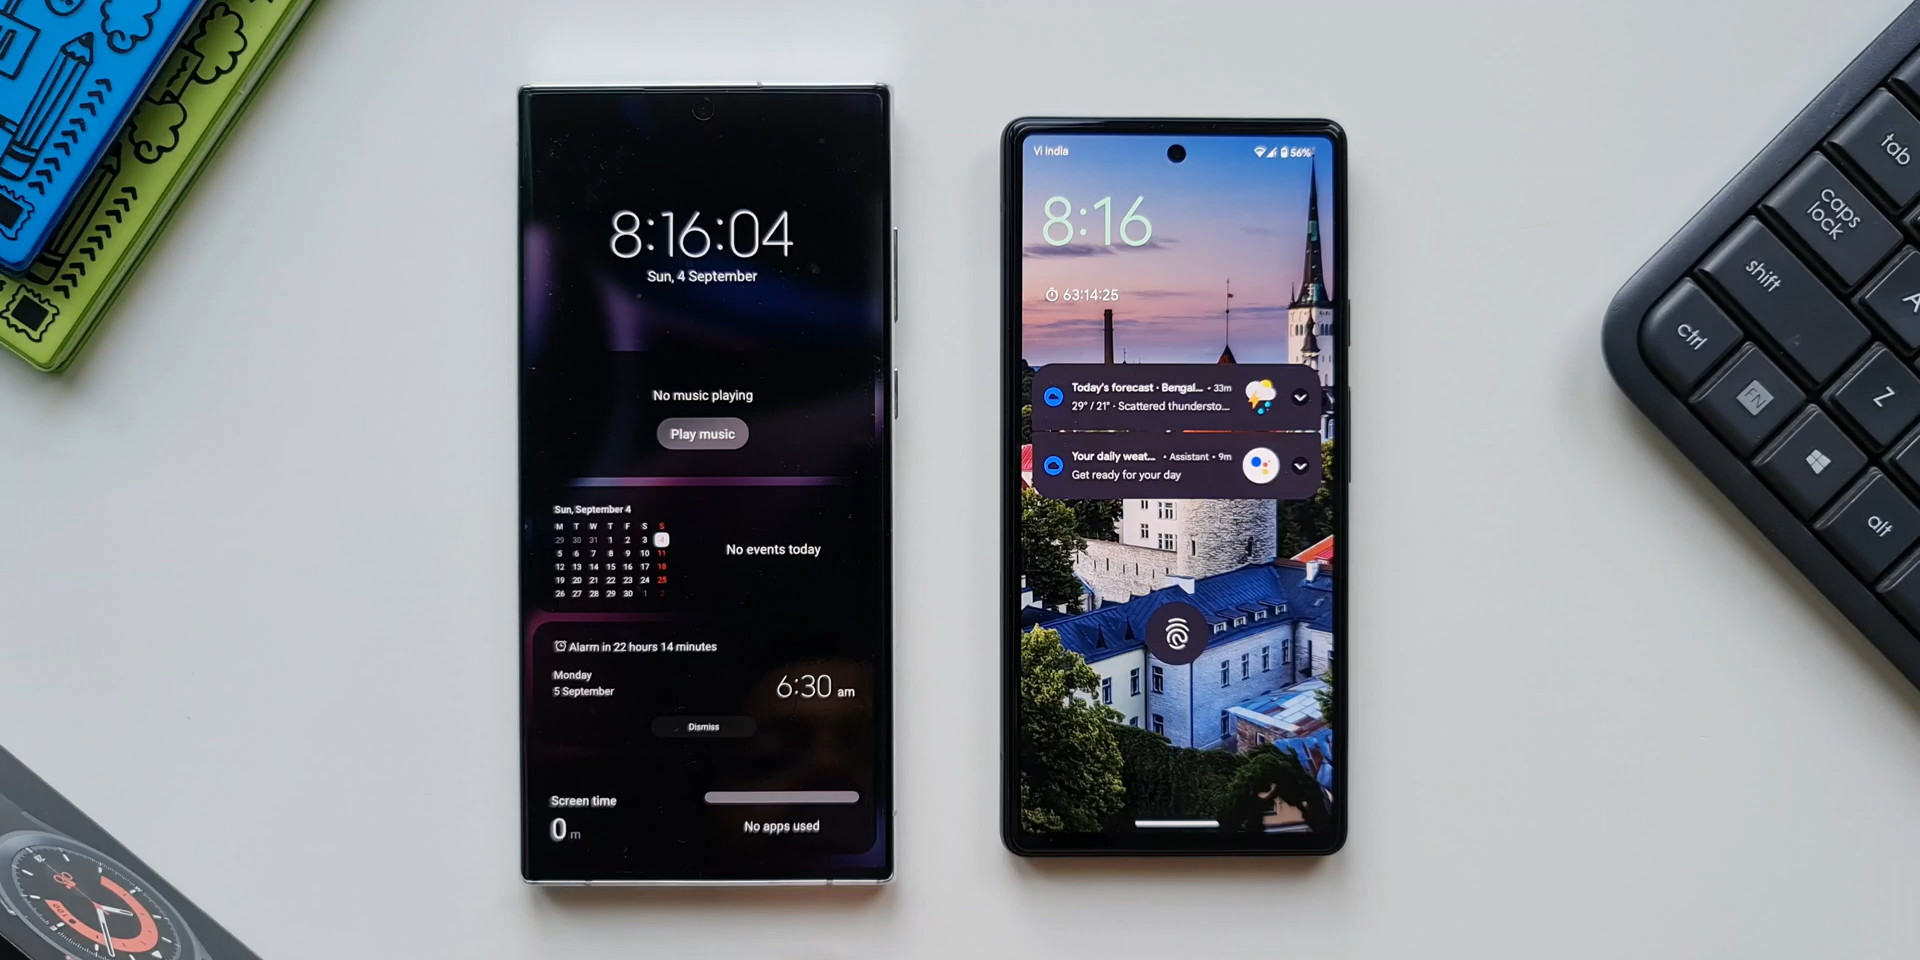 8:16:04
Sun, 4 September
No music playing
Play music
Sun, September 4
M T W T F S S
29 30 31 1 2 3 4
5 6 7 8 9 10 11
12 13 14 15 16 17 18
19 20 21 22 23 24 25
26 27 28 29 30 1 2
No events today
Alarm in 22 hours 14 minutes
Monday
5 September
6:30 am
Dismiss
Screen time
0 m
No apps used
Vi India
56%
8:16
63:14:25
Today's forecast · Bengal... • 33m
29° / 21° · Scattered thundersto...
Your daily weat... • Assistant • 9m
Get ready for your day
tab
caps
lock
shift
A
ctrl
FN
Z
alt
100